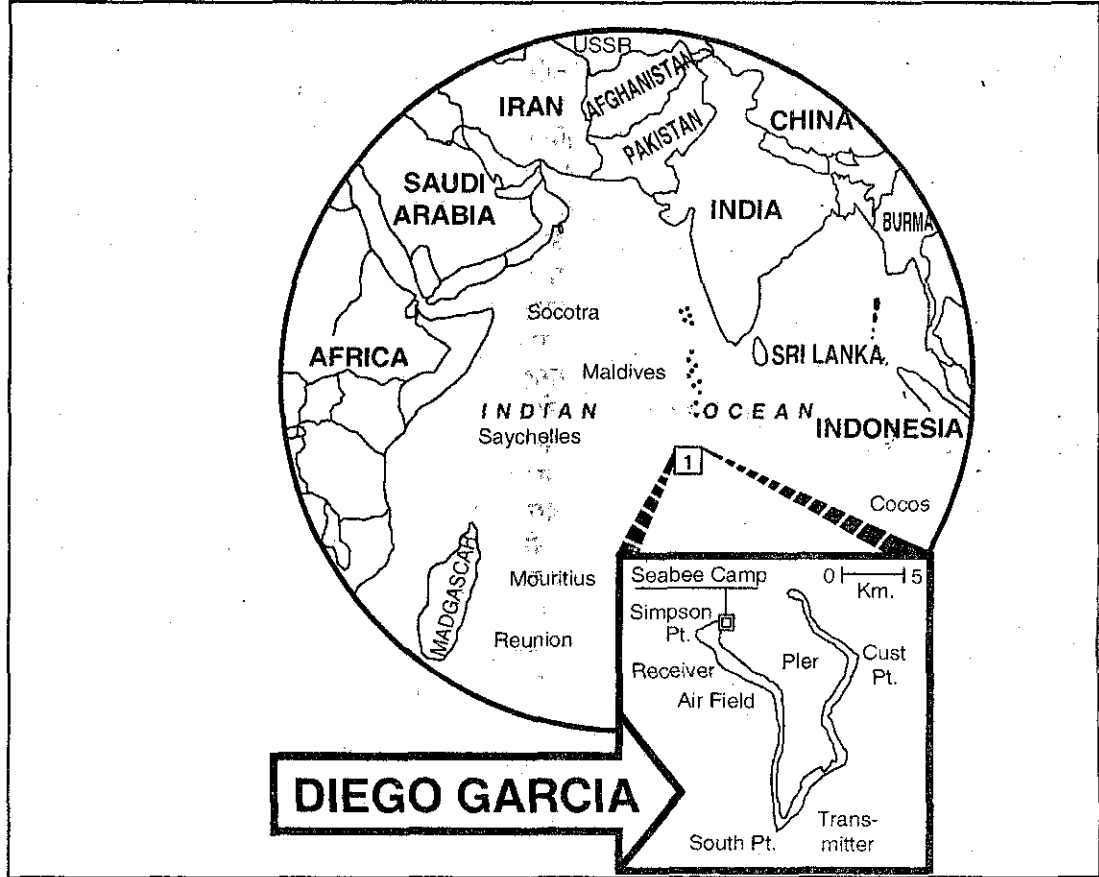 USSR
IRAN
AFGHANISTAN
PAKISTAN
CHINA
SAUDI
ARABIA
INDIA
BURMA
Socotra
AFRICA
SRI LANKA
Maldives
INDIAN OCEAN
Saychelles
INDONESIA
1
Cocos
MADGASCAR
Mouritius
Reunion
Seabee Camp
0 5
Km.
Simpson
Pt.
Receiver
Air Field
Pler
Cust
Pt.
South Pt.
Trans-
mitter
DIEGO GARCIA